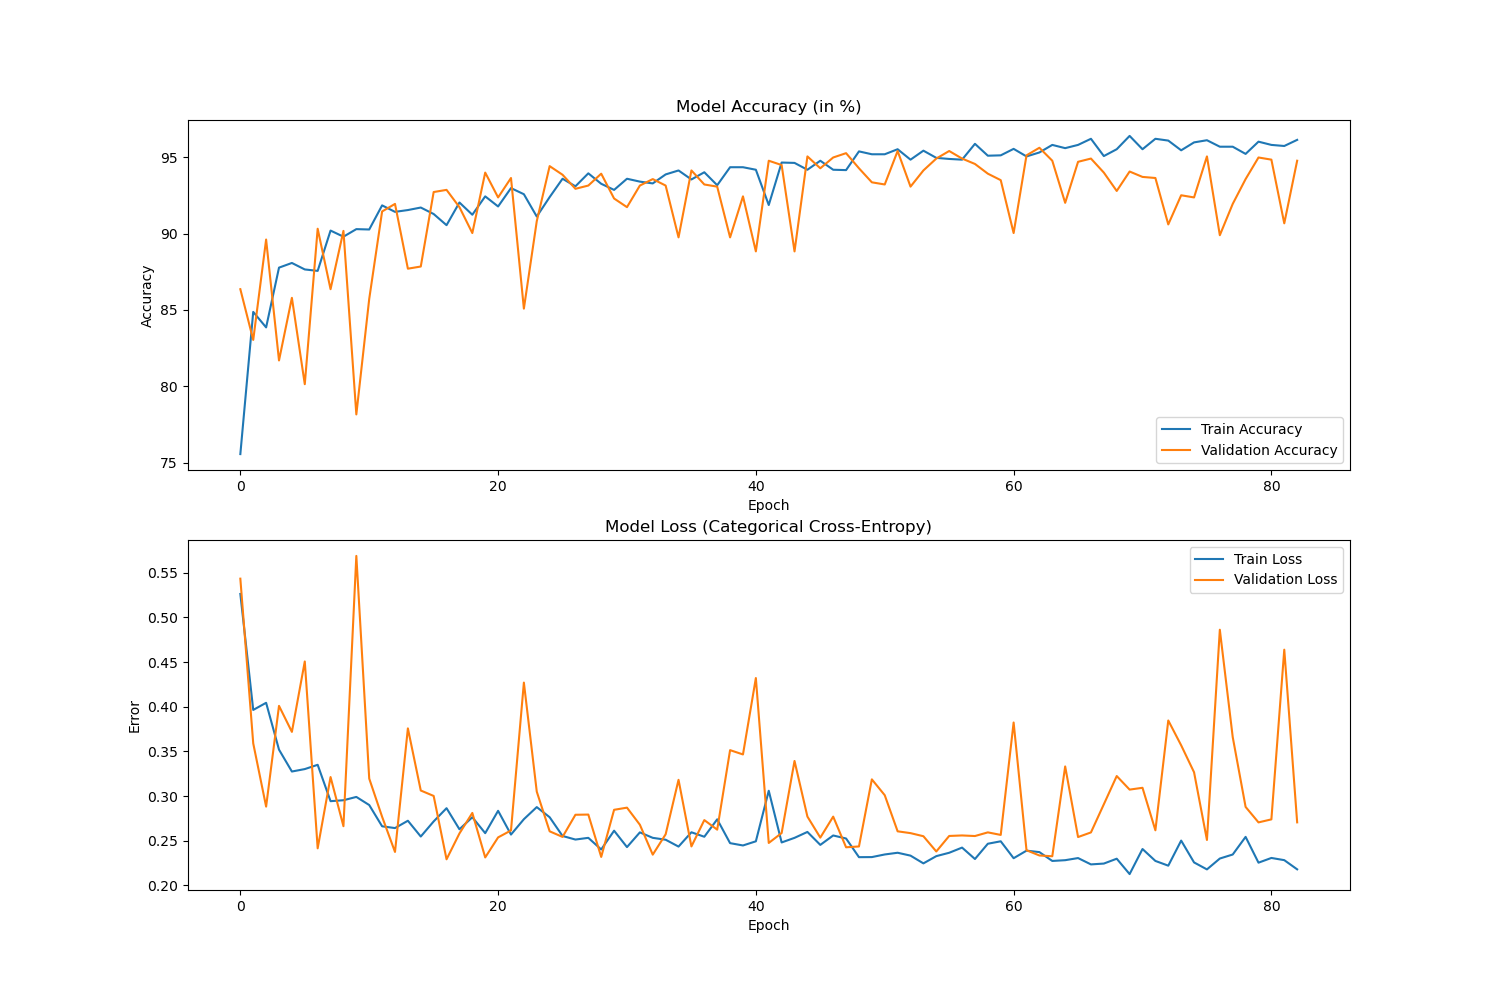 Model Accuracy (in %)
95
90
85
80
75
Accuracy
Train Accuracy
Validation Accuracy
0 20 40 60 80
Epoch
Model Loss (Categorical Cross-Entropy)
0.55
0.50
0.45
0.40
0.35
0.30
0.25
0.20
Error
Train Loss
Validation Loss
0 20 40 60 80
Epoch